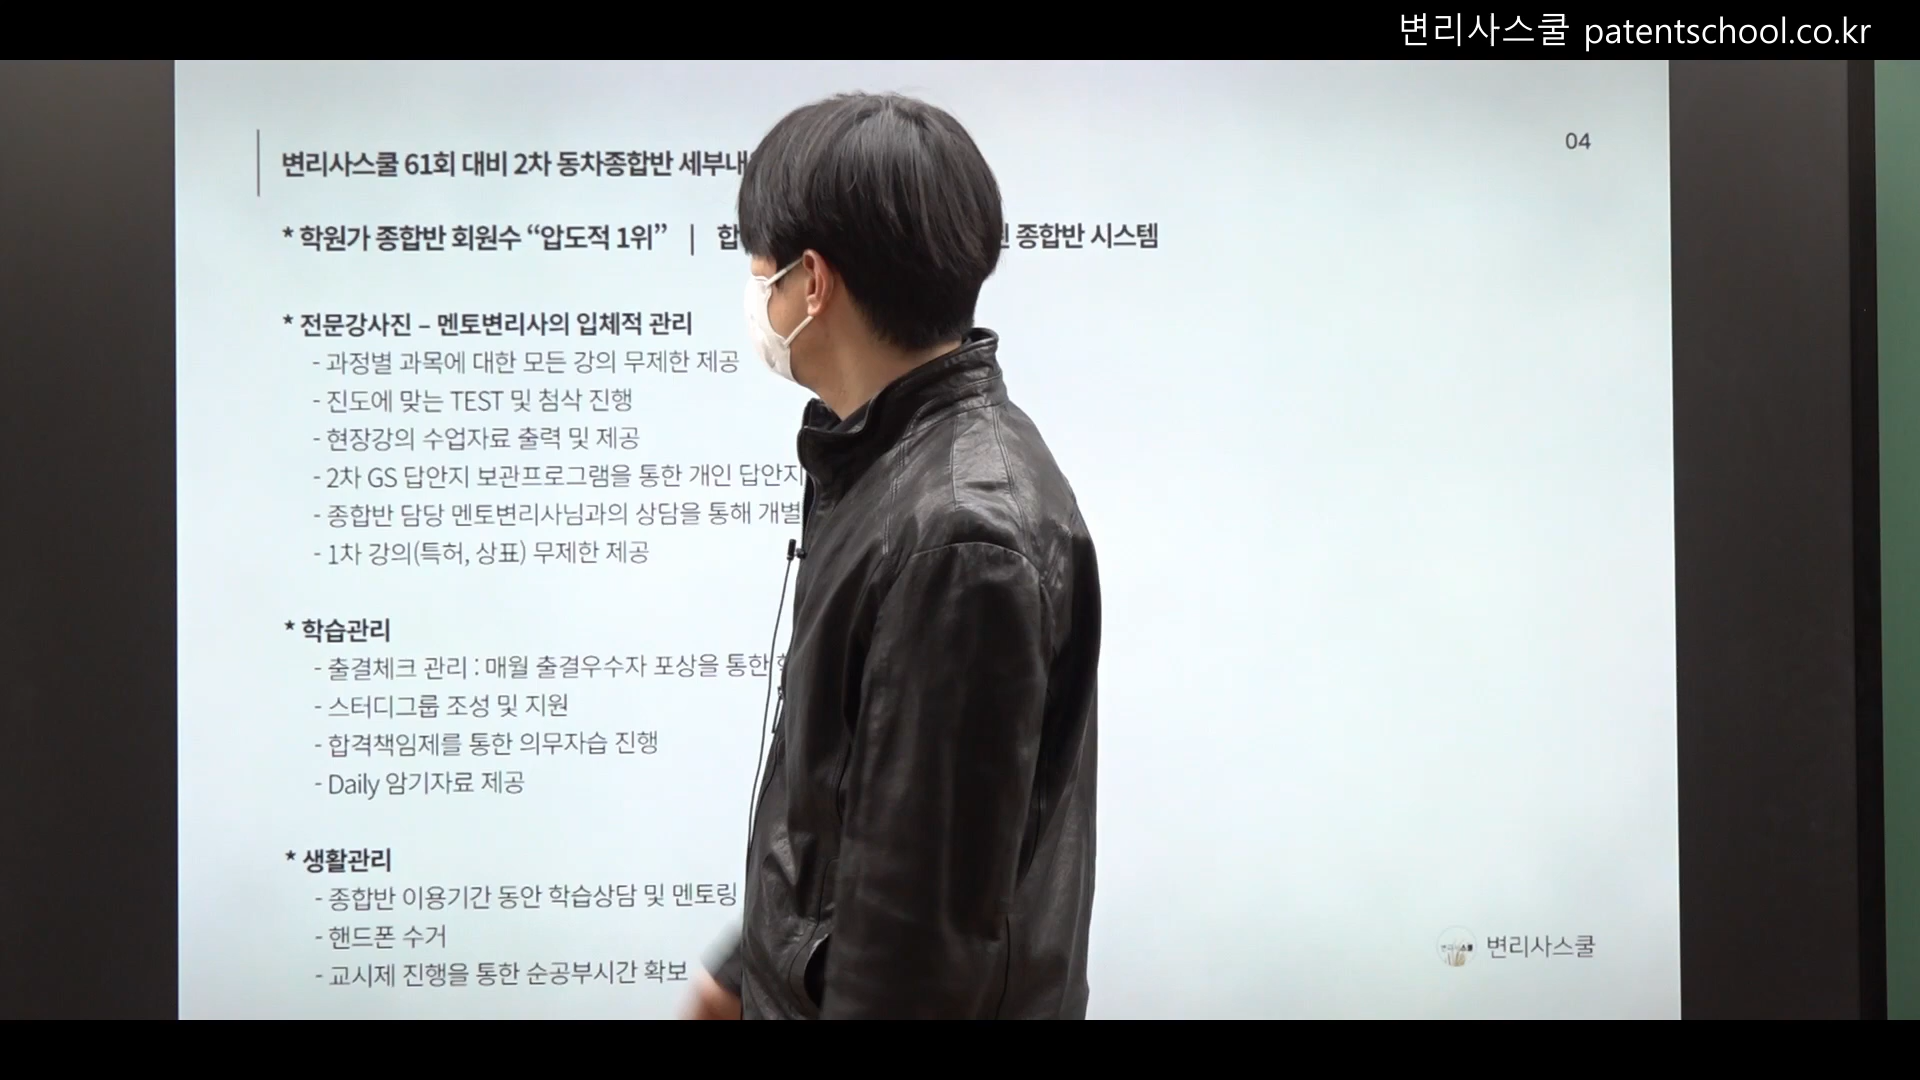 변리사스쿨 patentschool.co.kr
변리사스쿨 61회 대비 2차 동차종합반
04
* 학원가 종합반 회원수 “압도적 1위” | 종합반 시스템
* 전문강사진 – 멘토변리사의 입체적 관리
- 과정별 과목에 대한 모든 강의 무제한 제공
- 진도에 맞는 TEST 및 첨삭 진행
- 현장강의 수업자료 출력 및 제공
- 2차 GS 답안지 보관프로그램을 통한 개인 답안지
- 종합반 담당 멘토변리사님과의 상담을 통해 개별
- 1차 강의(특허, 상표) 무제한 제공
* 학습관리
- 출결체크 관리 : 매월 출결우수자 포상을 통한
- 스터디그룹 조성 및 지원
- 합격책임제를 통한 의무자습 진행
- Daily 암기자료 제공
* 생활관리
- 종합반 이용기간 동안 학습상담 및 멘토링
- 핸드폰 수거
- 교시제 진행을 통한 순공부시간 확보
변리사스쿨